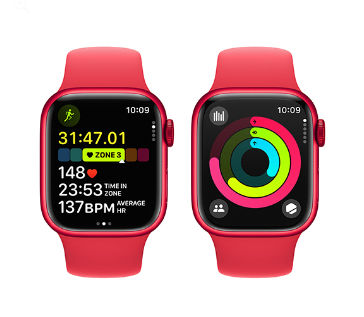 10:09
31:47.01
ZONE 3
148
23:53 TIME IN ZONE
137BPM AVERAGE HR
10:09